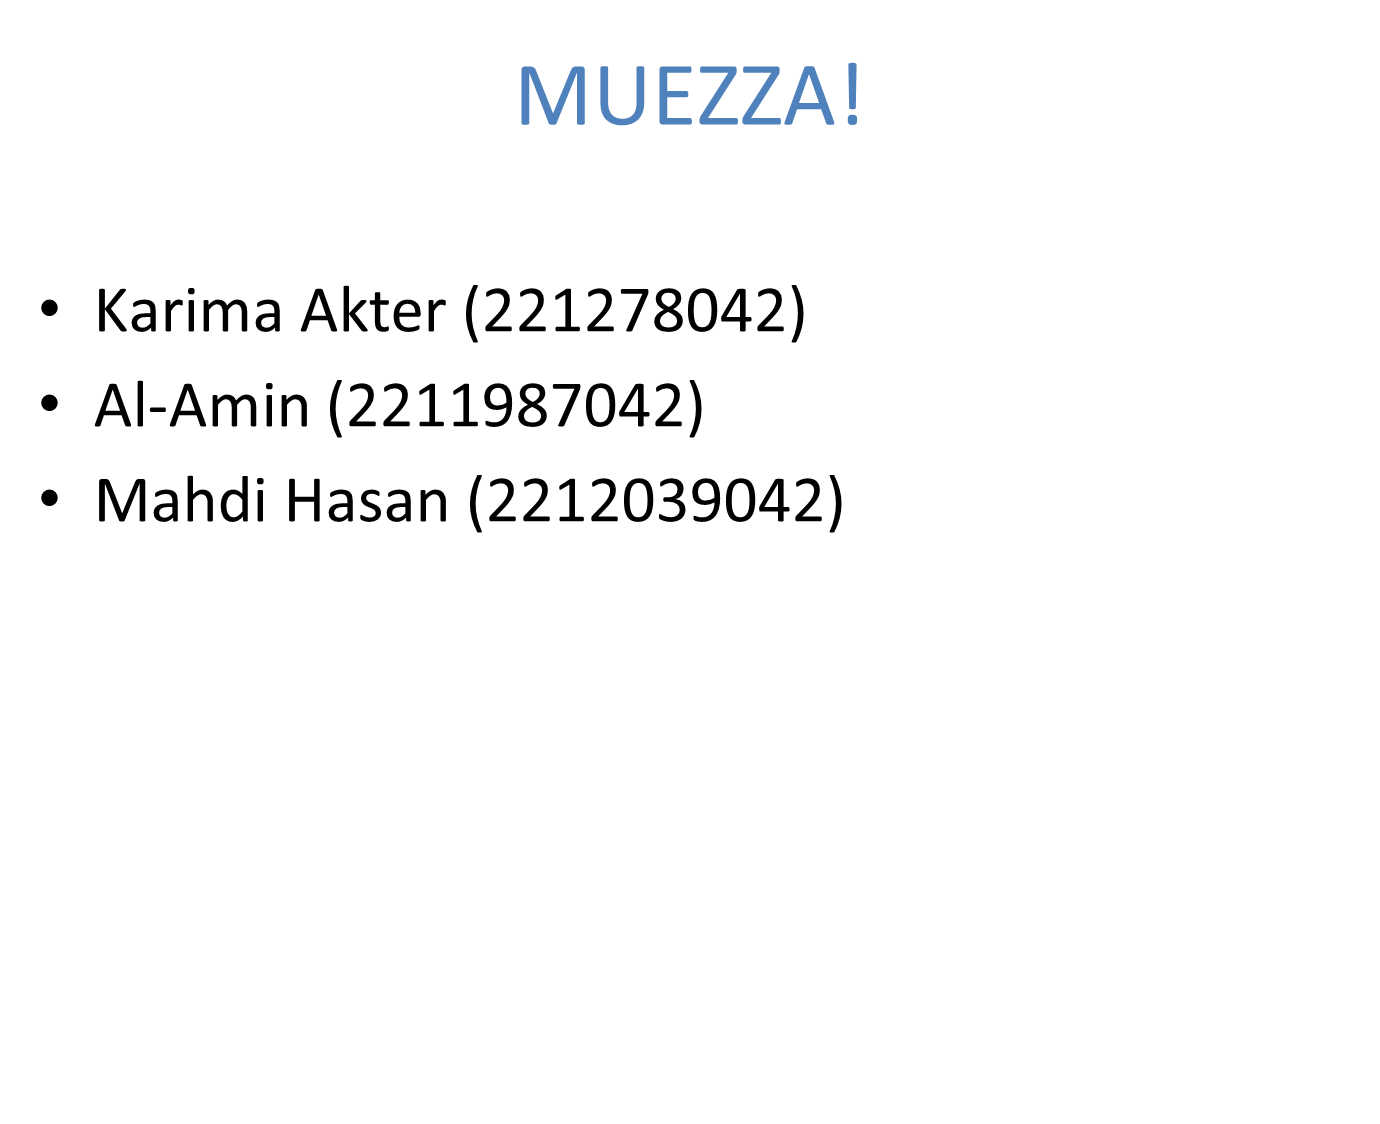 MUEZZA!
• Karima Akter (221278042)
• Al-Amin (2211987042)
• Mahdi Hasan (2212039042)